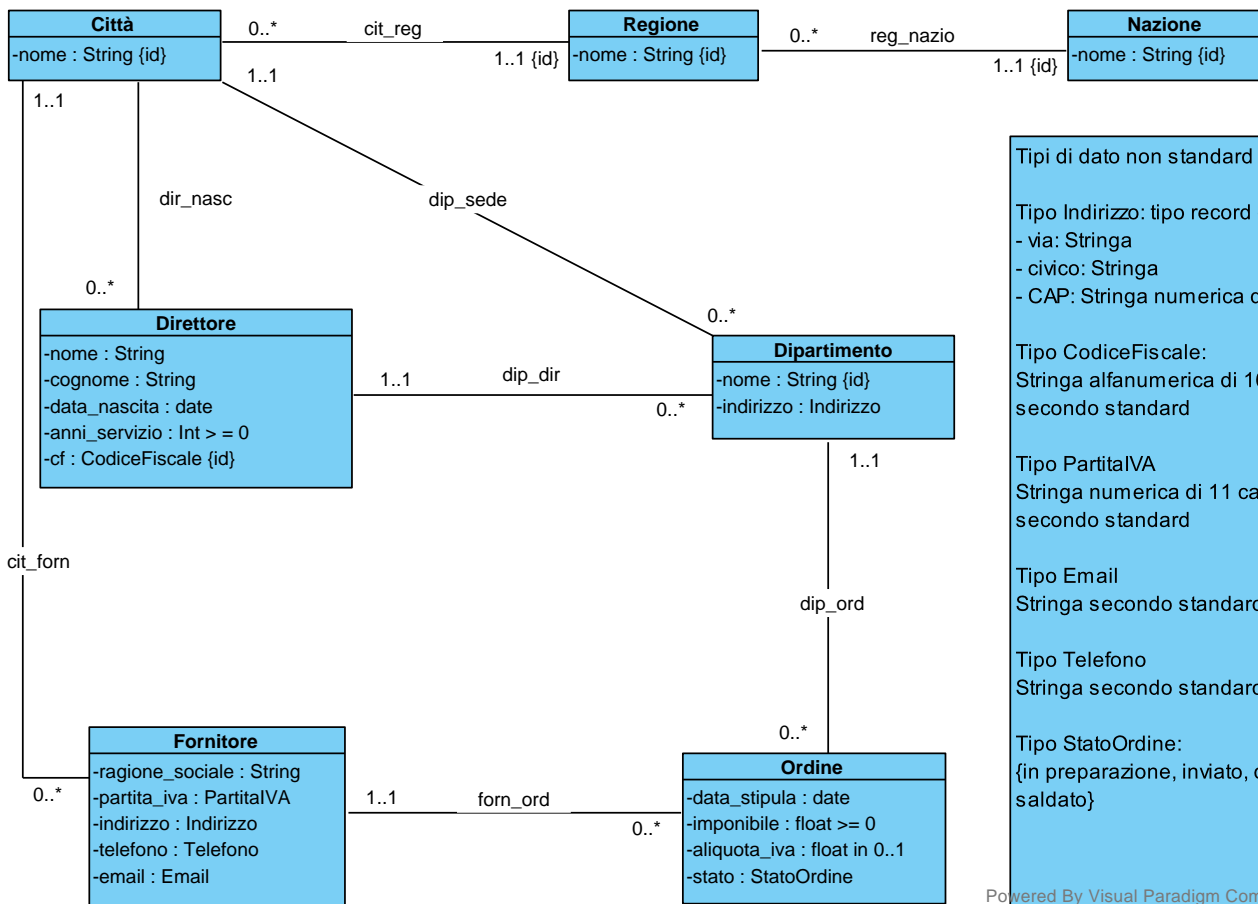 Città
-nome : String {id}
0..*
cit_reg
1..1 {id}
Regione
-nome : String {id}
0..*
reg_nazio
1..1 {id}
Nazione
-nome : String {id}
1..1
1..1
dir_nasc
dip_sede
0..*
0..*
Direttore
-nome : String
-cognome : String
-data_nascita : date
-anni_servizio : Int > = 0
-cf : CodiceFiscale {id}
1..1
dip_dir
0..*
Dipartimento
-nome : String {id}
-indirizzo : Indirizzo
1..1
cit_forn
dip_ord
0..*
0..*
Fornitore
-ragione_sociale : String
-partita_iva : PartitaIVA
-indirizzo : Indirizzo
-telefono : Telefono
-email : Email
1..1
forn_ord
0..*
Ordine
-data_stipula : date
-imponibile : float >= 0
-aliquota_iva : float in 0..1
-stato : StatoOrdine
Tipi di dato non standard
Tipo Indirizzo: tipo record
- via: Stringa
- civico: Stringa
- CAP: Stringa numerica
Tipo CodiceFiscale:
Stringa alfanumerica di
secondo standard
Tipo PartitaIVA
Stringa numerica di 11
secondo standard
Tipo Email
Stringa secondo standard
Tipo Telefono
Stringa secondo standard
Tipo StatoOrdine:
{in preparazione, inviato,
saldato}
Powered By Visual Paradigm